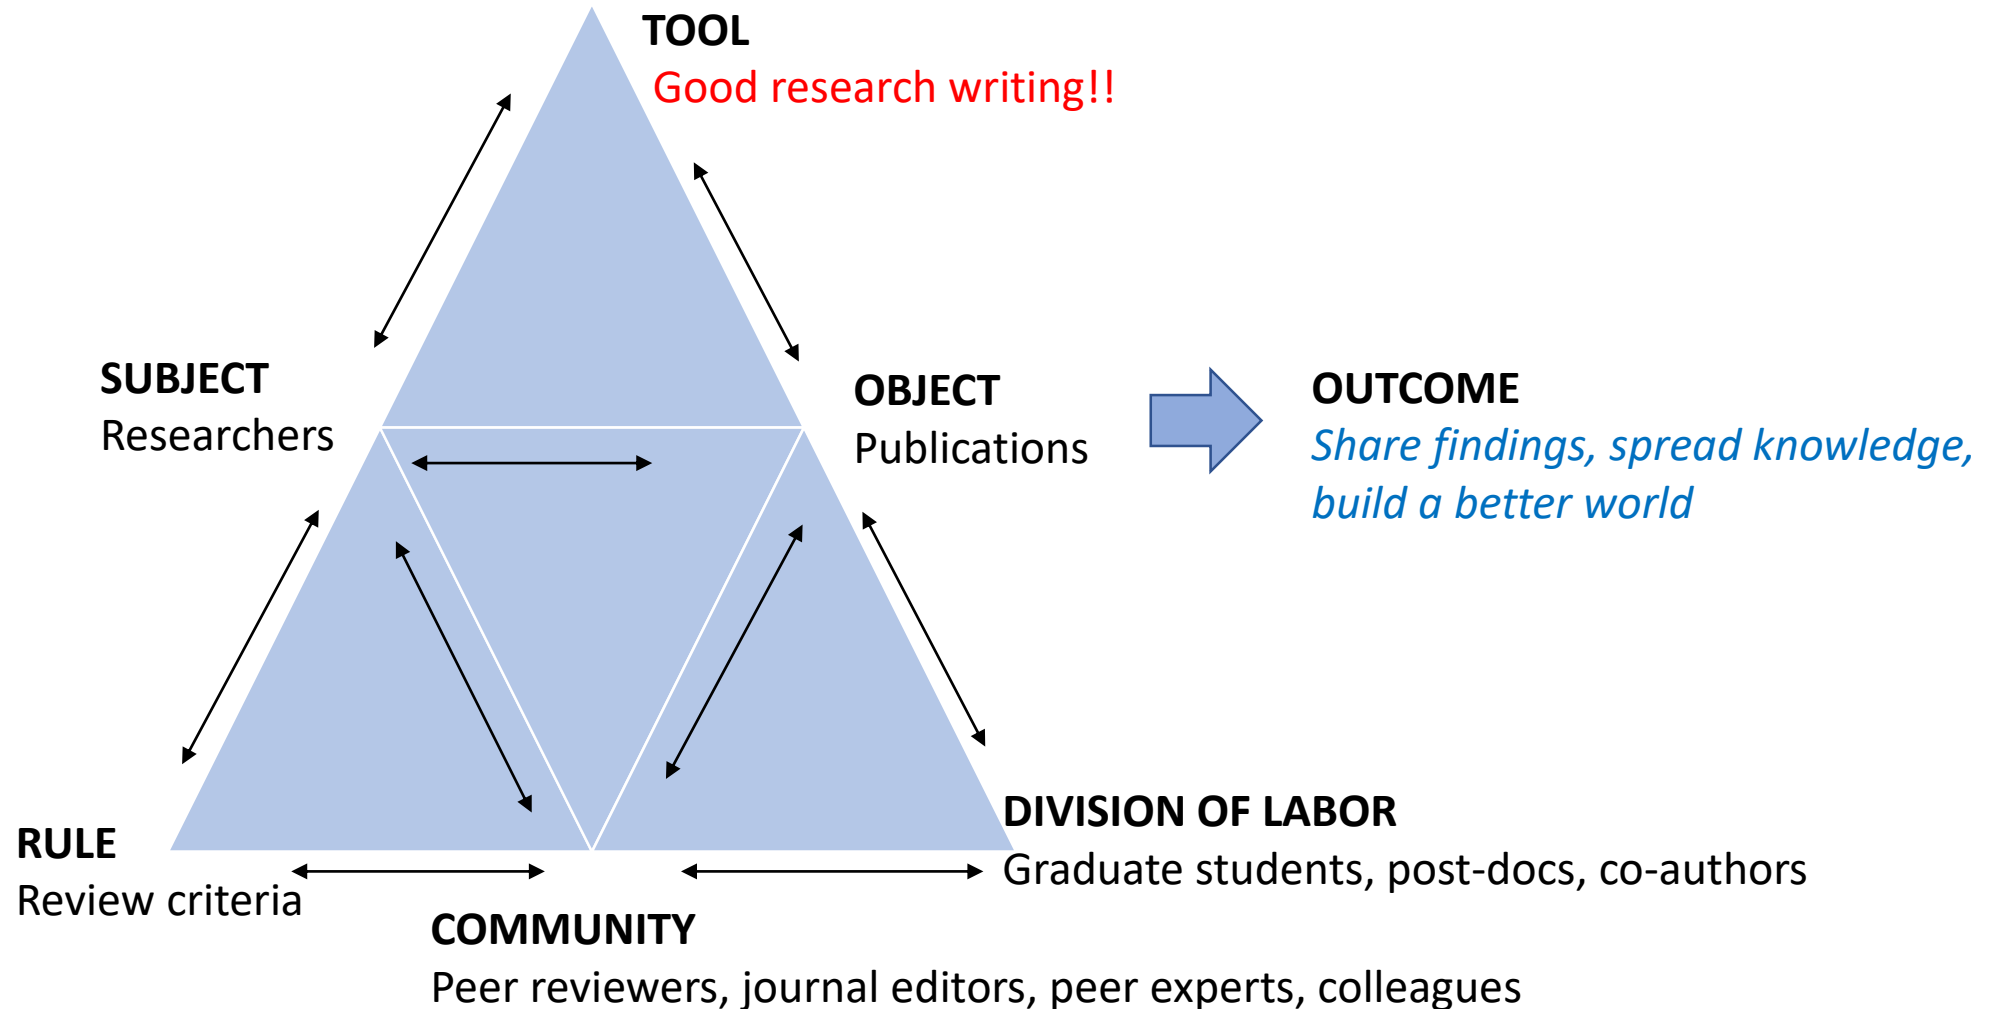 TOOL
Good research writing!!
SUBJECT
Researchers
OBJECT
Publications
OUTCOME
Share findings, spread knowledge,
build a better world
RULE
Review criteria
DIVISION OF LABOR
Graduate students, post-docs, co-authors
COMMUNITY
Peer reviewers, journal editors, peer experts, colleagues